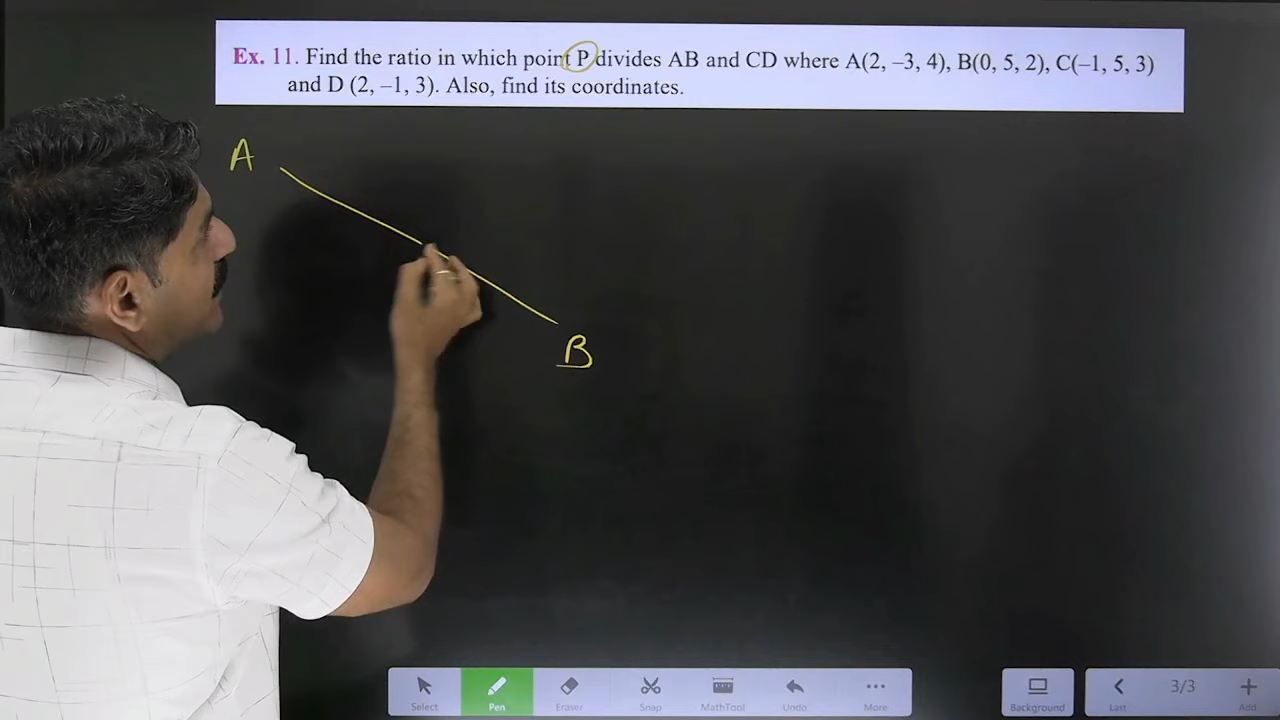 Ex. 11. Find the ratio in which point P divides AB and CD where A(2, –3, 4), B(0, 5, 2), C(–1, 5, 3)
and D (2, –1, 3). Also, find its coordinates.
A
B
Select Pen Eraser Snap MathTool Undo More Background Last 3/3 Add